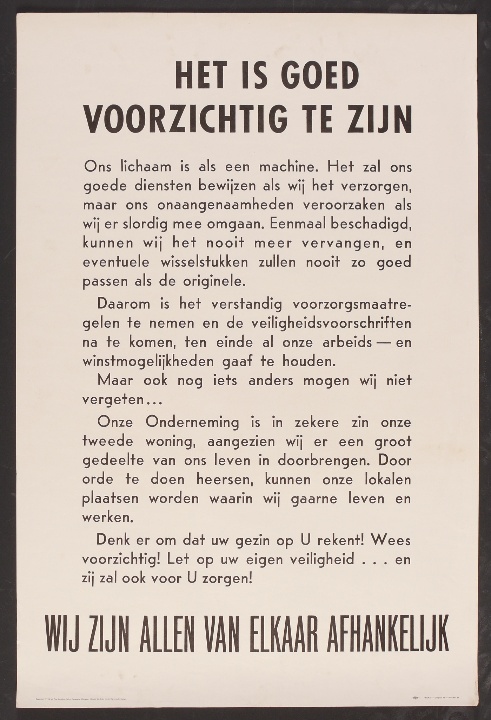 HET IS GOED
VOORZICHTIG TE ZIJN
Ons lichaam is als een machine. Het zal ons
goede diensten bewijzen als wij het verzorgen,
maar ons onaangenaamheden veroorzaken als
wij er slordig mee omgaan. Eenmaal beschadigd,
kunnen wij het nooit meer vervangen, en
eventuele wisselstukken zullen nooit zo goed
passen als de originele.
Daarom is het verstandig voorzorgsmaatre-
gelen te nemen en de veiligheidsvoorschriften
na te komen, ten einde al onze arbeids — en
winstmogelijkheden gaaf te houden.
Maar ook nog iets anders mogen wij niet
vergeten...
Onze Onderneming is in zekere zin onze
tweede woning, aangezien wij er een groot
gedeelte van ons leven in doorbrengen. Door
orde te doen heersen, kunnen onze lokalen
plaatsen worden waarin wij gaarne leven en
werken.
Denk er om dat uw gezin op U rekent! Wees
voorzichtig! Let op uw eigen veiligheid . . . en
zij zal ook voor U zorgen!
WIJ ZIJN ALLEN VAN ELKAAR AFHANKELIJK